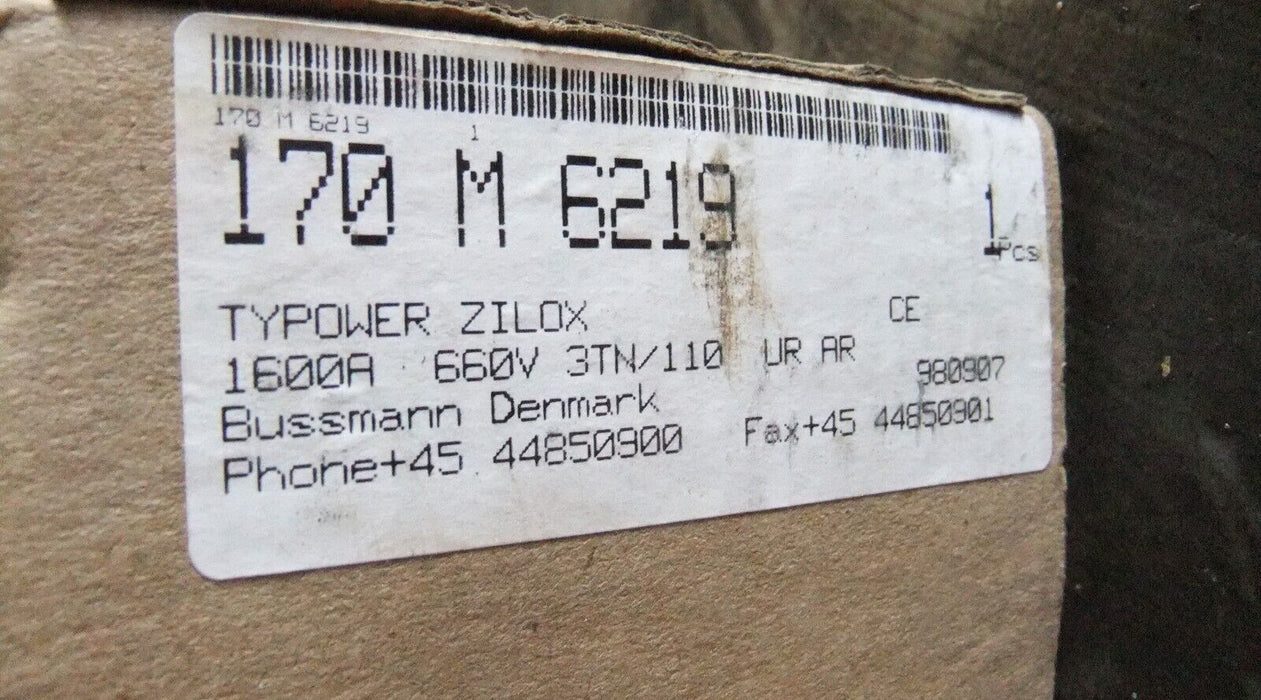 170 M 6219 1
170 M 6219 1 Pcs
TYPOWER ZILOX CE
1600A 660V 3TN/110 UR AR 980907
Bussmann Denmark
Phone+45 44850900 Fax+45 44850901